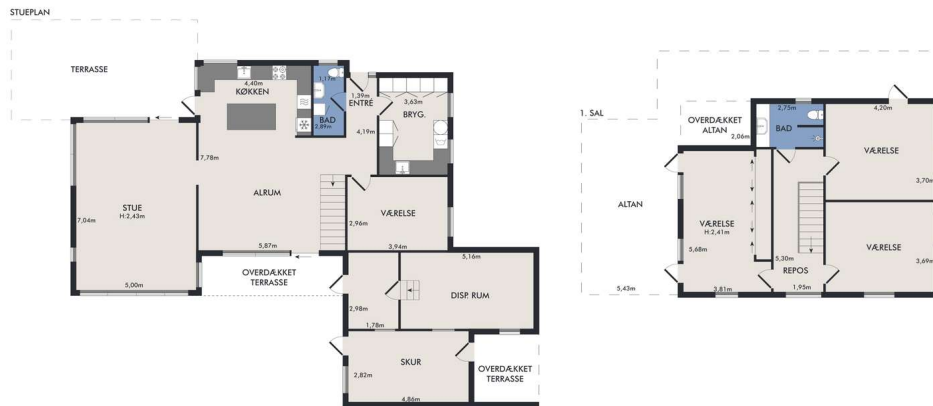 STUEPLAN
TERRASSE
4,40m
KØKKEN
1,17m
BAD
2,89m
1,39m
ENTRÉ
4,19m
3,63m
BRYG.
7,78m
ALRUM
STUE
H:2,43m
7,04m
5,00m
5,87m
VÆRELSE
2,96m
3,94m
OVERDÆKKET
TERRASSE
5,16m
DISP. RUM
2,98m
1,78m
SKUR
2,82m
4,86m
OVERDÆKKET
TERRASSE
1. SAL
OVERDÆKKET
ALTAN
2,06m
2,75m
BAD
4,20m
VÆRELSE
3,70m
ALTAN
5,43m
VÆRELSE
H:2,41m
5,68m
3,81m
5,30m
REPOS
1,95m
VÆRELSE
3,69m